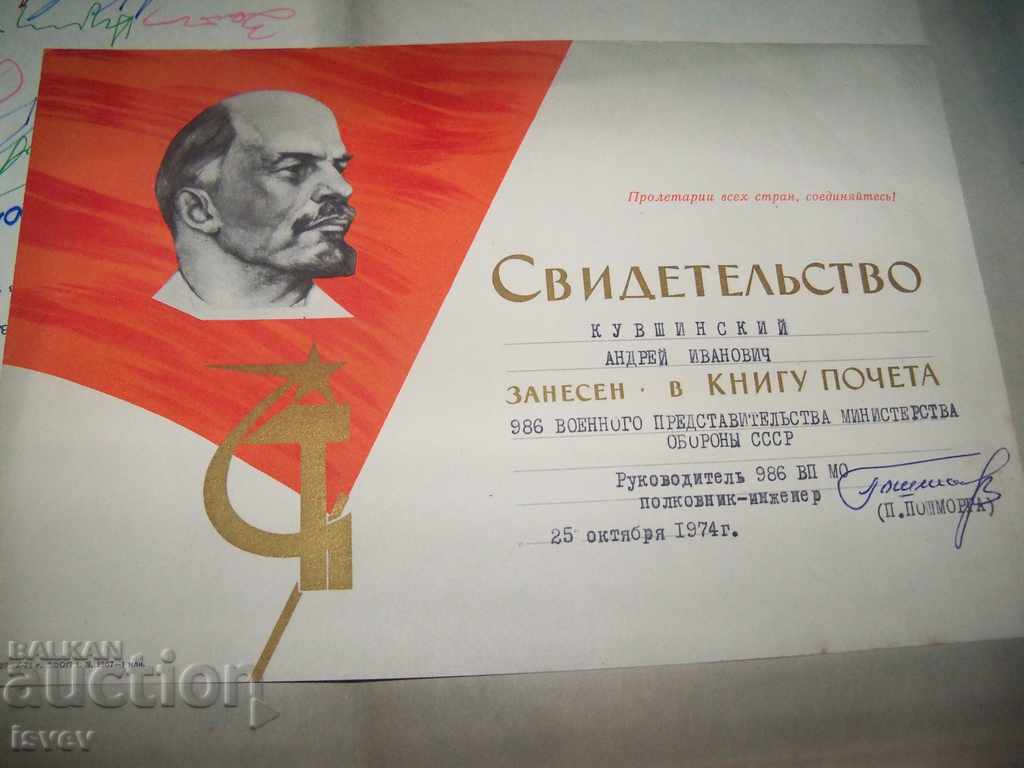 Пролетарии всех стран, соединяйтесь!
СВИДЕТЕЛЬСТВО
КУВШИНСКИЙ
АНДРЕЙ ИВАНОВИЧ
ЗАНЕСЕН · В КНИГУ ПОЧЕТА
986 ВОЕННОГО ПРЕДСТАВИТЕЛЬСТВА МИНИСТЕРСТВА
ОБОРОНЫ СССР
Руководитель 986 ВП МО
полковник-инженер
(П.Пошморга)
25 октября 1974г.
BALKAN
auction
isvev